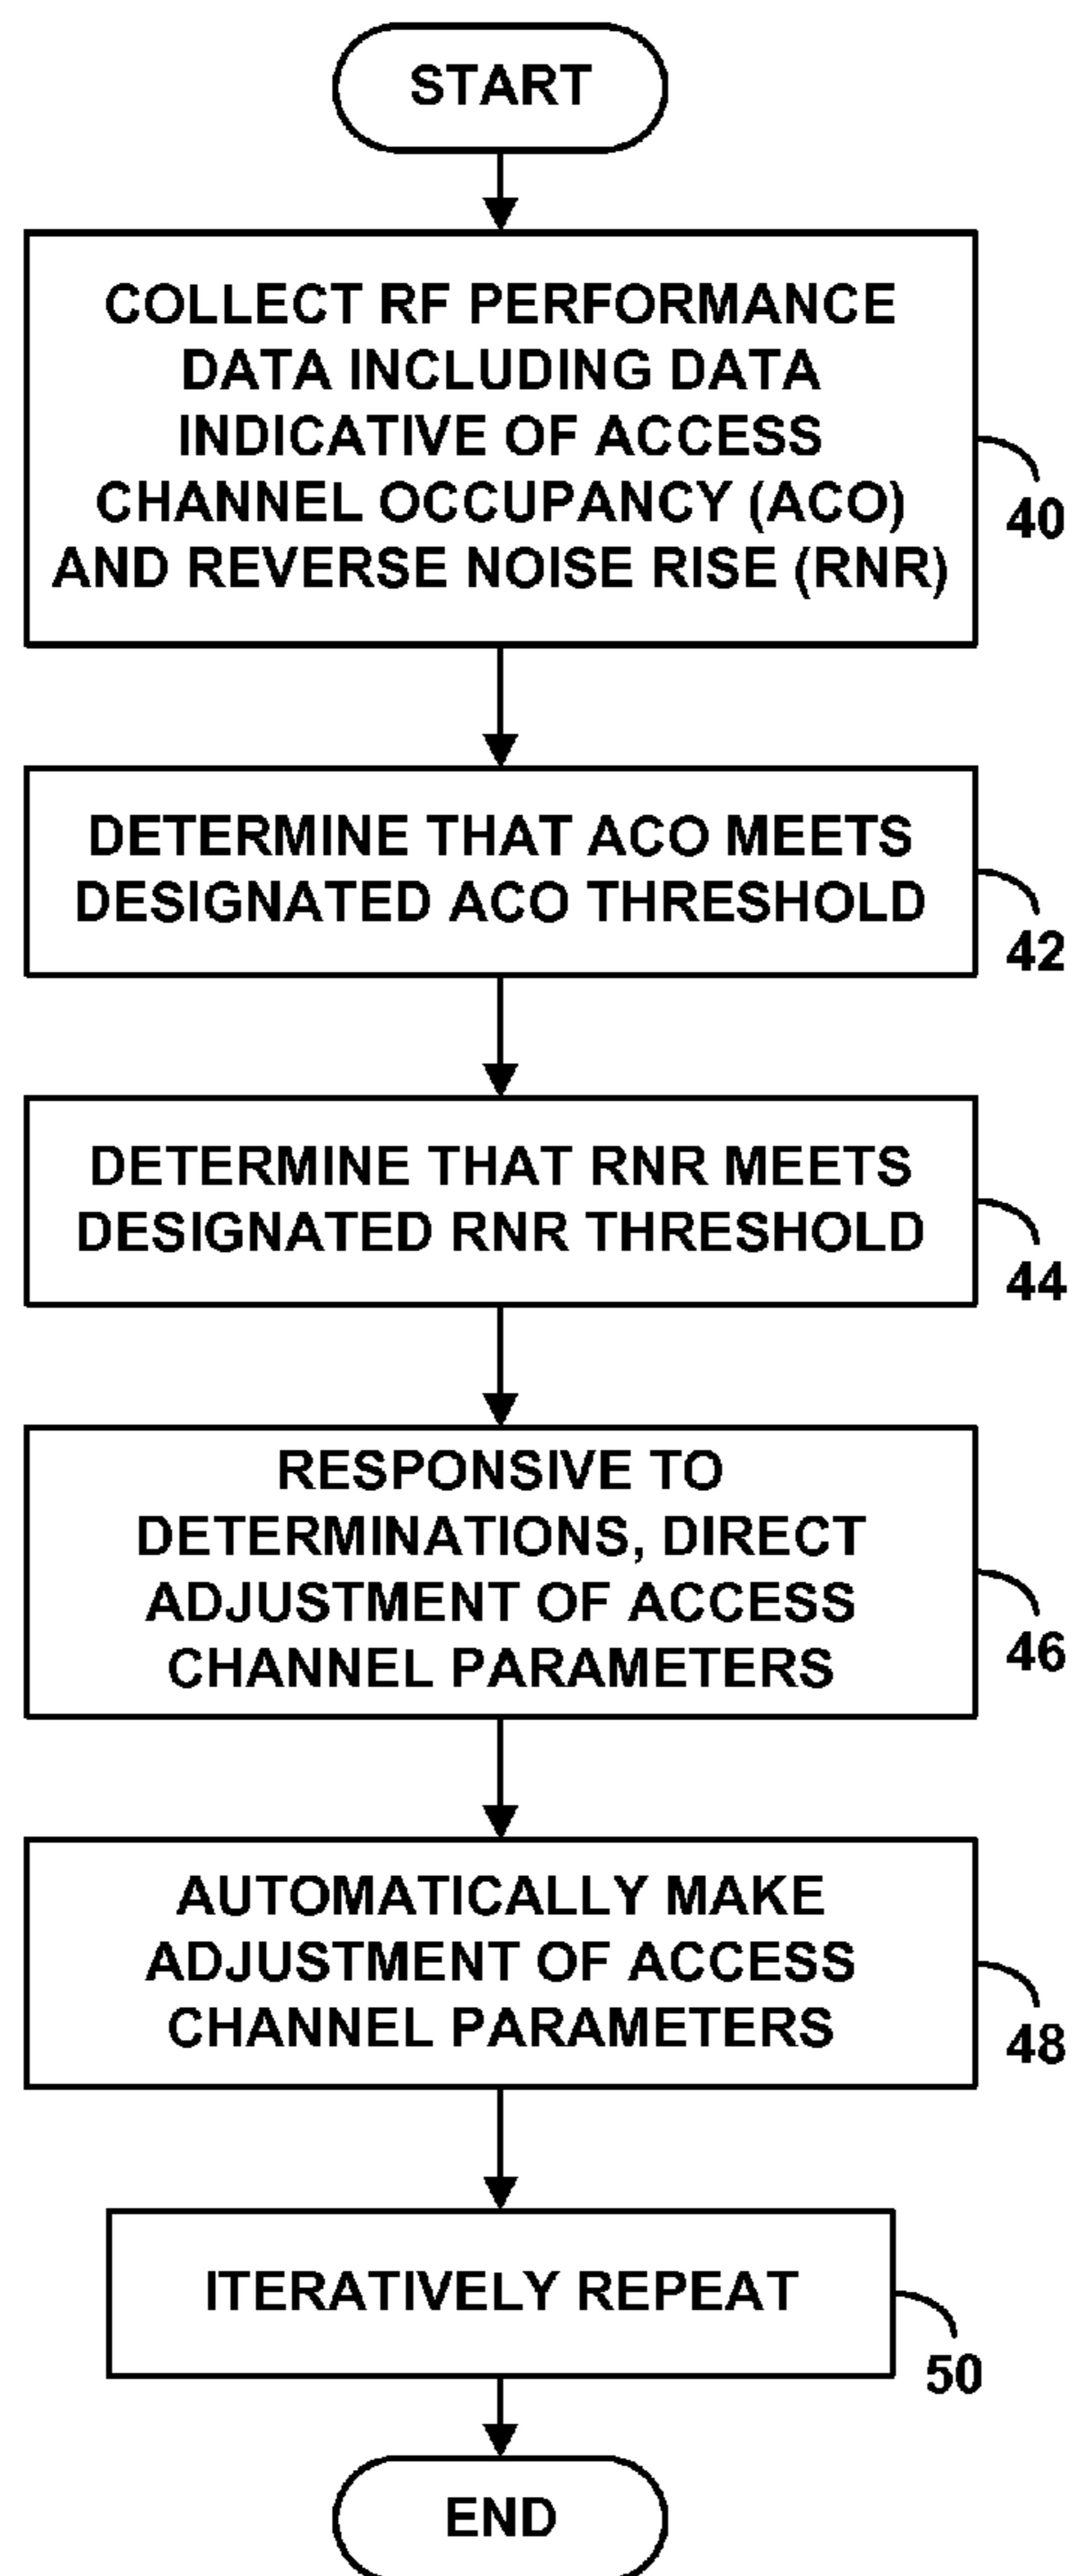 START
COLLECT RF PERFORMANCE
DATA INCLUDING DATA
INDICATIVE OF ACCESS
CHANNEL OCCUPANCY (ACO)
AND REVERSE NOISE RISE (RNR)
40
DETERMINE THAT ACO MEETS
DESIGNATED ACO THRESHOLD
42
DETERMINE THAT RNR MEETS
DESIGNATED RNR THRESHOLD
44
RESPONSIVE TO
DETERMINATIONS, DIRECT
ADJUSTMENT OF ACCESS
CHANNEL PARAMETERS
46
AUTOMATICALLY MAKE
ADJUSTMENT OF ACCESS
CHANNEL PARAMETERS
48
ITERATIVELY REPEAT
50
END